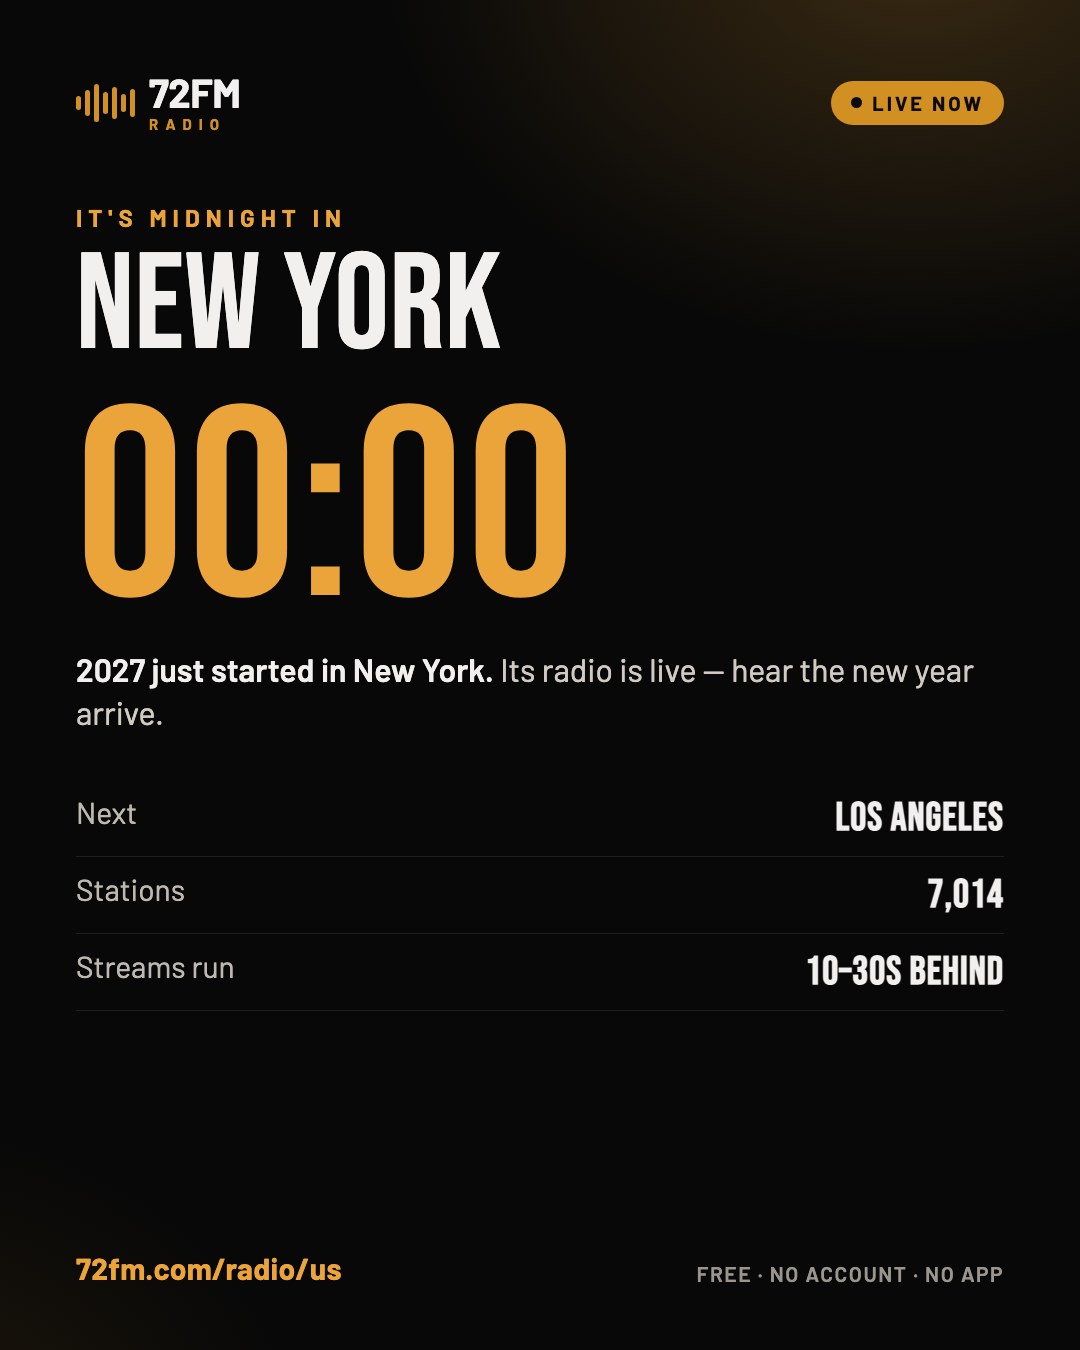 72FM
RADIO
LIVE NOW
IT'S MIDNIGHT IN
NEW YORK
00:00
2027 just started in New York. Its radio is live — hear the new year
arrive.
Next LOS ANGELES
Stations 7,014
Streams run 10–30S BEHIND
72fm.com/radio/us
FREE · NO ACCOUNT · NO APP